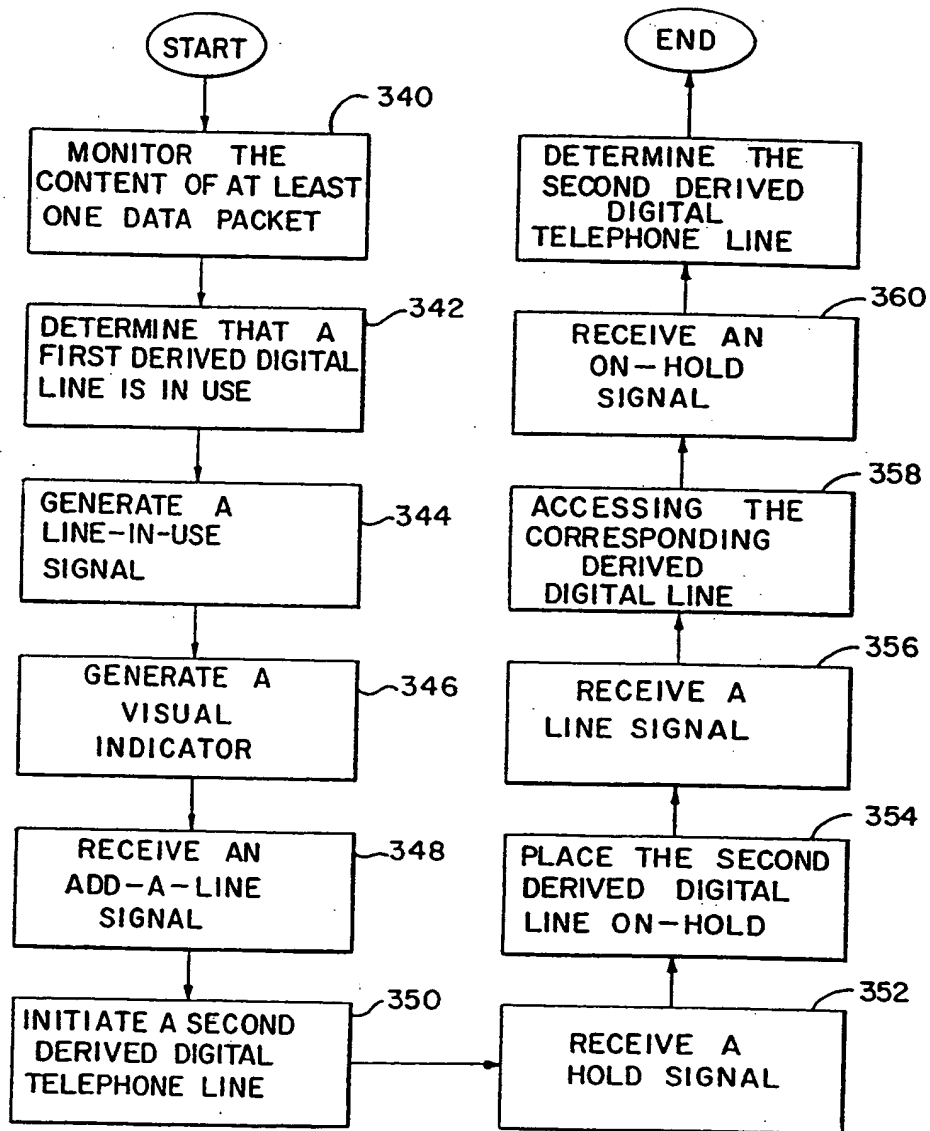 START
340
MONITOR THE
CONTENT OF AT LEAST
ONE DATA PACKET
342
DETERMINE THAT A
FIRST DERIVED DIGITAL
LINE IS IN USE
344
GENERATE A
LINE-IN-USE
SIGNAL
346
GENERATE A
VISUAL
INDICATOR
348
RECEIVE AN
ADD-A-LINE
SIGNAL
350
INITIATE A SECOND
DERIVED DIGITAL
TELEPHONE LINE
352
RECEIVE A
HOLD SIGNAL
354
PLACE THE SECOND
DERIVED DIGITAL
LINE ON-HOLD
356
RECEIVE A
LINE SIGNAL
358
ACCESSING THE
CORRESPONDING
DERIVED
DIGITAL LINE
360
RECEIVE AN
ON-HOLD
SIGNAL
DETERMINE THE
SECOND DERIVED
DIGITAL
TELEPHONE LINE
END